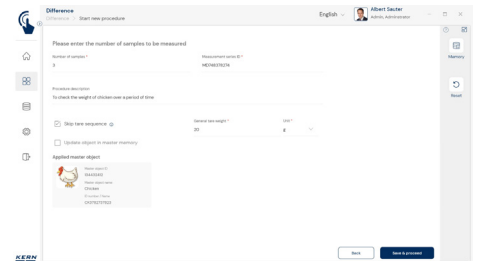 Difference
Difference > Start new procedure
English
Albert Sauter
Admin, Administrator
Please enter the number of samples to be measured
Number of samples *
Measurement series ID *
3
Procedure description
To check the weight of chicken over a period of time
Skip tare sequence
General tare weight *
Unit *
20
g
Update object in master memory
Applied master object
Master object ID
Master object name
Chicken
Memory
Reset
Back
Save & proceed
KERN